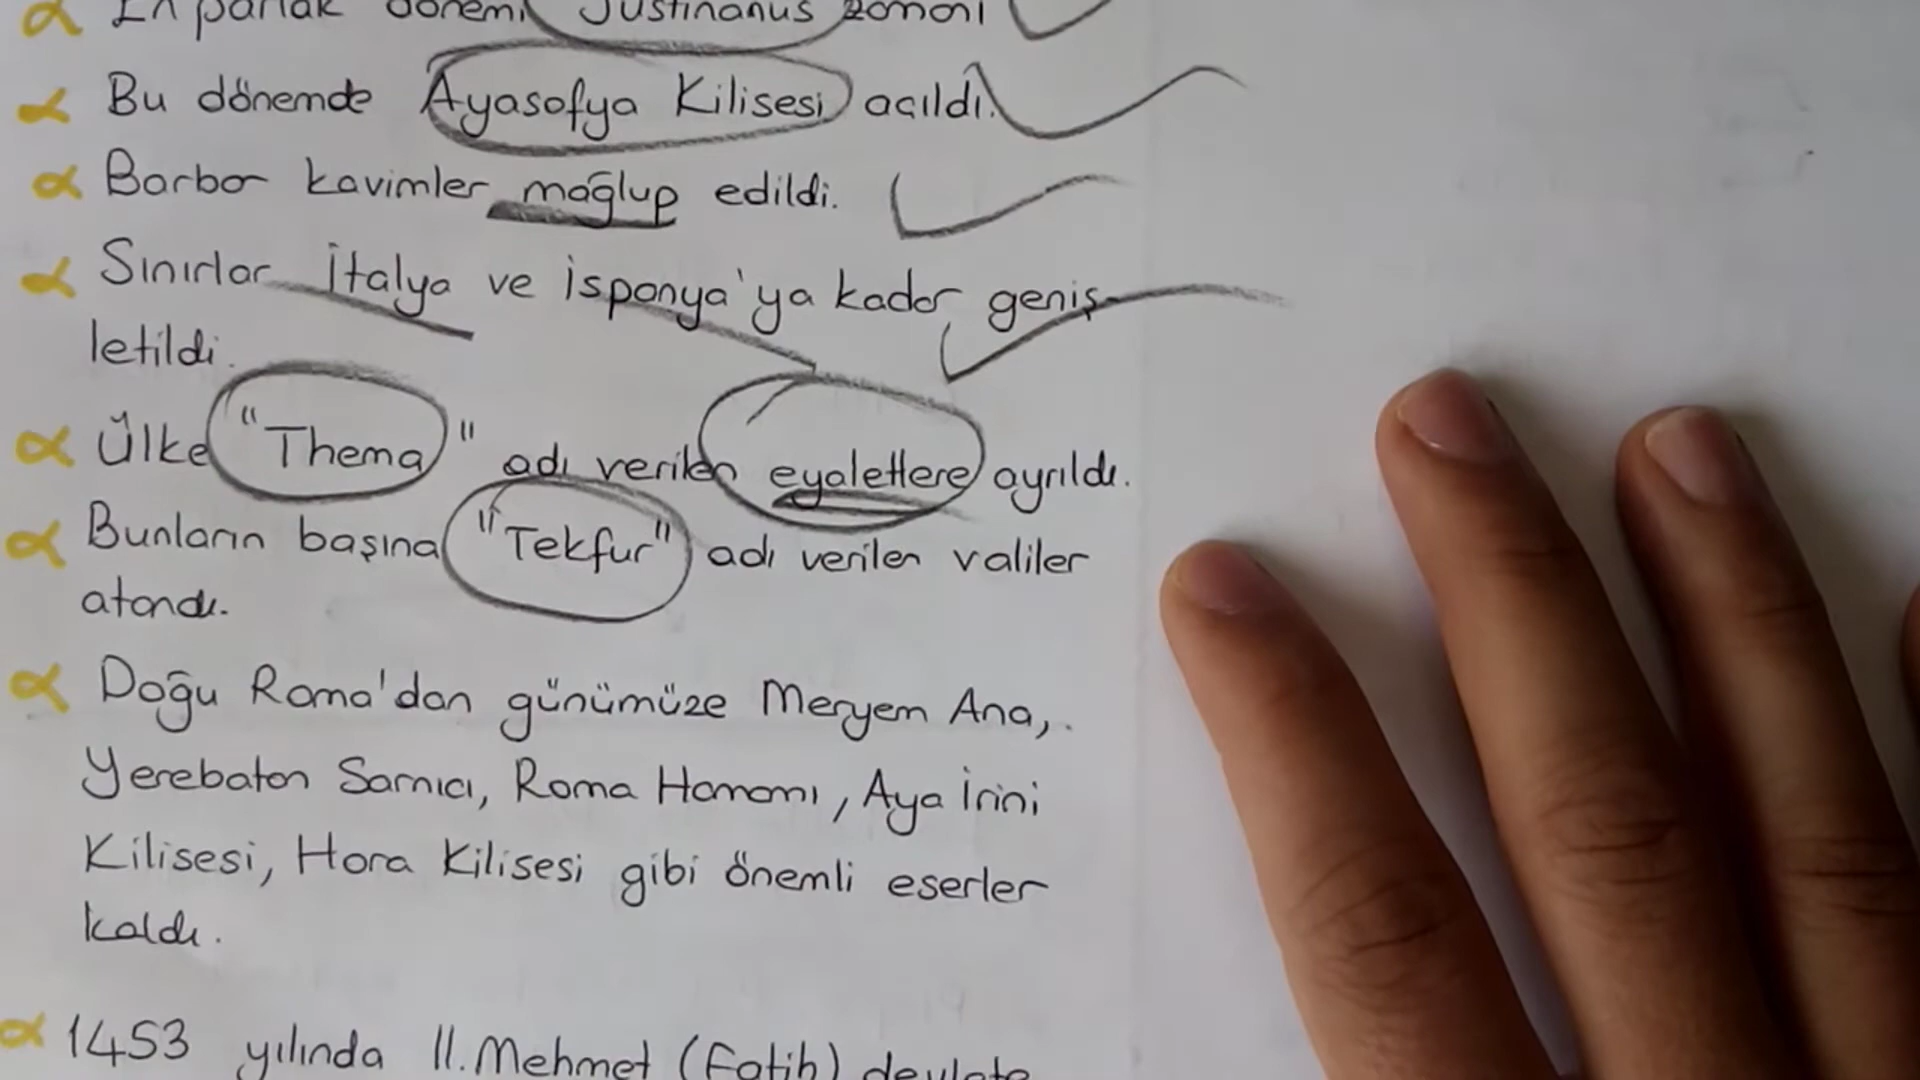 En parlak dönemi Justinianus zamanı
Bu dönemde Ayasofya Kilisesi açıldı.
Barbar kavimler mağlup edildi.
Sınırlar İtalya ve İspanya'ya kadar geniş
letildi.
Ülke "Thema" adı verilen eyaletlere ayrıldı.
Bunların başına "Tekfur" adı verilen valiler
atandı.
Doğu Roma'dan günümüze Meryem Ana,
Yerebatan Sarnıcı, Roma Hamamı, Aya İrini
Kilisesi, Hora Kilisesi gibi önemli eserler
kaldı.
1453 yılında II. Mehmet (Fatih) devlete